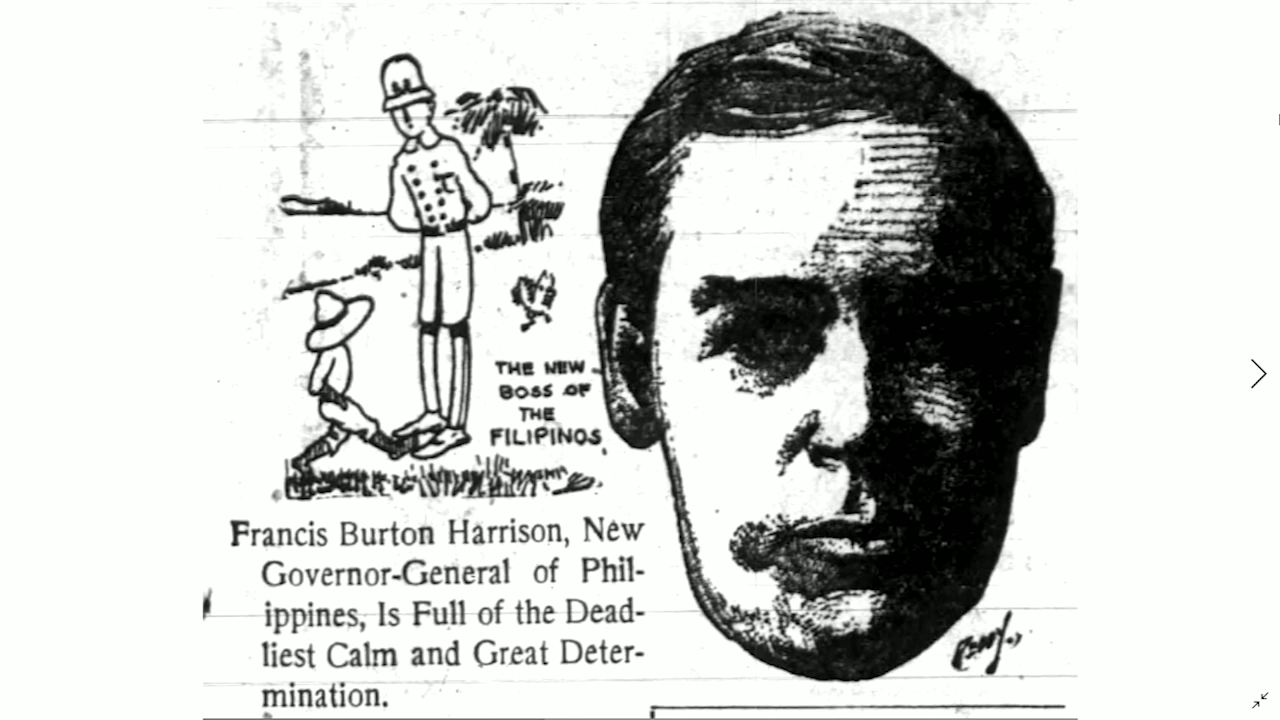 THE NEW
BOSS OF
THE
FILIPINOS.
Francis Burton Harrison, New
Governor-General of Phil-
ippines, Is Full of the Dead-
liest Calm and Great Deter-
mination.